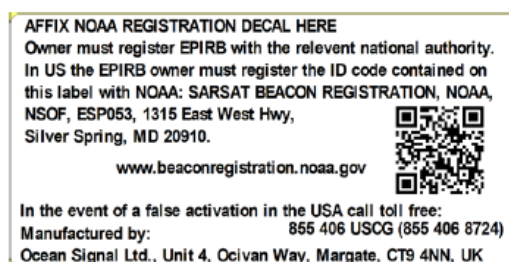 AFFIX NOAA REGISTRATION DECAL HERE
Owner must register EPIRB with the relevent national authority.
In US the EPIRB owner must register the ID code contained on
this label with NOAA: SARSAT BEACON REGISTRATION, NOAA,
NSOF, ESP053, 1315 East West Hwy,
Silver Spring, MD 20910.
www.beaconregistration.noaa.gov
In the event of a false activation in the USA call toll free:
Manufactured by: 855 406 USCG (855 406 8724)
Ocean Signal Ltd., Unit 4, Ocivan Way, Margate, CT9 4NN, UK